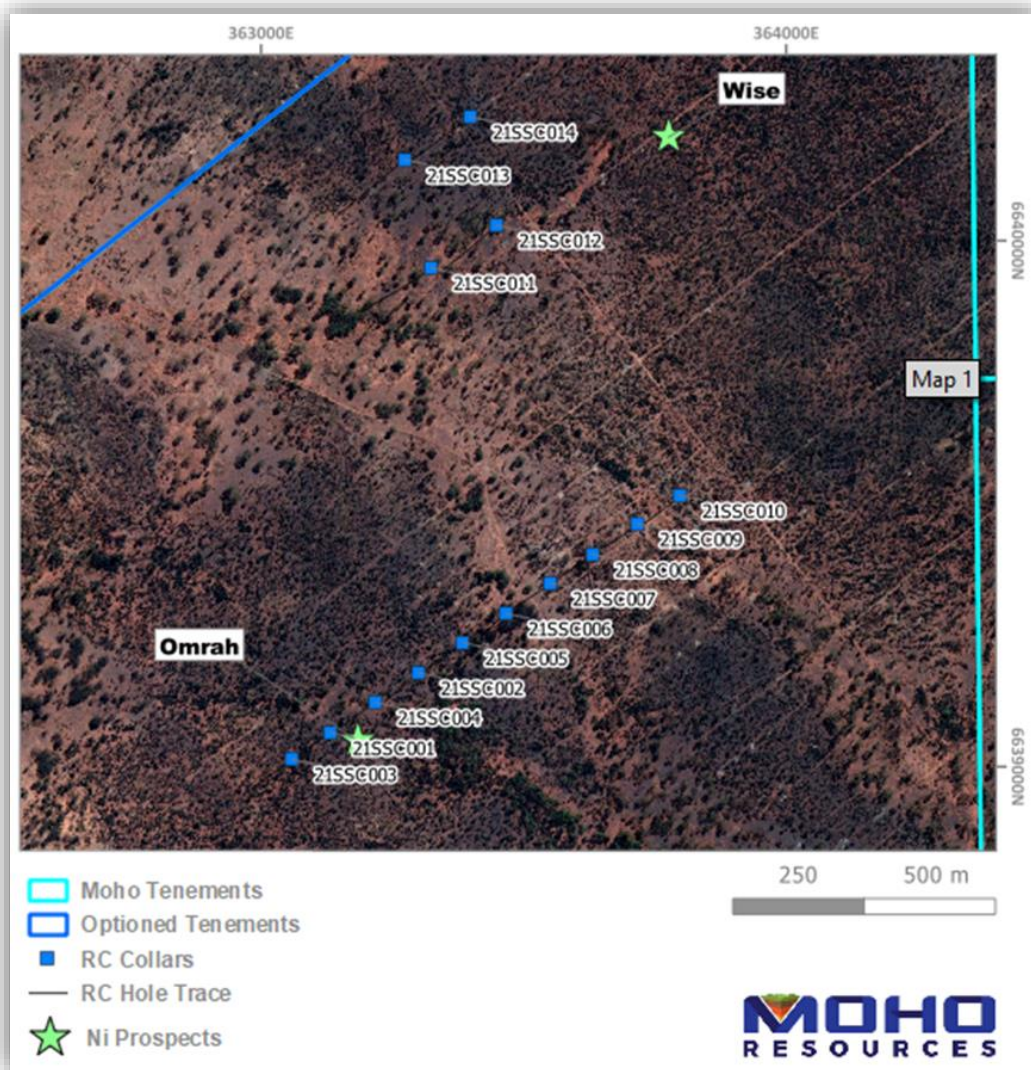 363000E
364000E
Wise
21SSC014
21SSC013
6640000N
21SSC012
21SSC011
Map 1
21SSC010
21SSC009
21SSC008
21SSC007
21SSC006
Omrah
21SSC005
21SSC002
21SSC004
21SSC001
6639000N
21SSC003
Moho Tenements
Optioned Tenements
RC Collars
RC Hole Trace
Ni Prospects
250
500 m
MOHO
RESOURCES